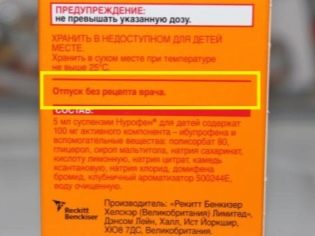 ПРЕДУПРЕЖДЕНИЕ:
не превышать указанную дозу.
ХРАНИТЬ В НЕДОСТУПНОМ ДЛЯ ДЕТЕЙ
МЕСТЕ.
Хранить в сухом месте при температуре
не выше 25°С.
Отпуск без рецепта врача.
СОСТАВ:
5 мл суспензии Нурофен® для детей содержат
100 мг активного компонента – ибупрофена и
вспомогательные вещества: полисорбат 80,
глицерол, сироп мальтитола, натрия сахаринат,
кислоту лимонную, натрия цитрат, камедь
ксантановую, натрия хлорид, домифена
бромид, клубничный ароматизатор 500244Е,
воду очищенную.
Reckitt
Benckiser
Производитель: «Рекитт Бенкизер
Хелскэр (Великобритания) Лимитед»,
Дэнсом Лейн, Халл, Ист Йоркшир,
ХЮ8 7ДС, Великобритания